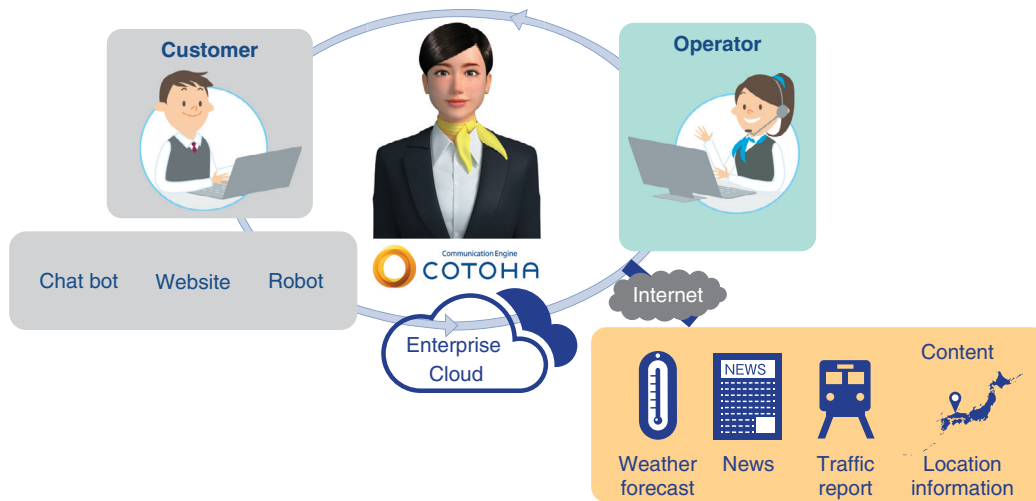 Customer
Operator
Chat bot
Website
Robot
Communication Engine
COTOHA
Internet
Enterprise
Cloud
Content
NEWS
Weather
forecast
News
Traffic
report
Location
information